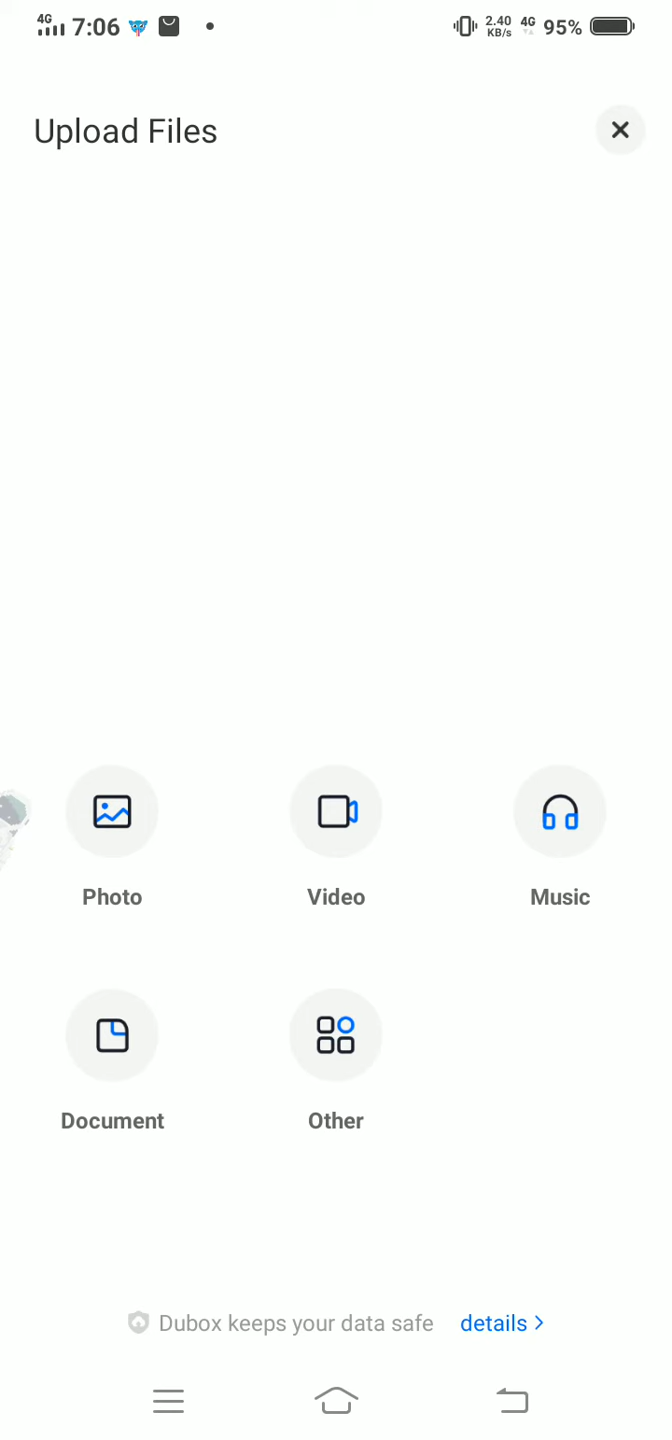 4G 7:06 2.40 KB/s 4G 95%
Upload Files
Photo Video Music
Document Other
Dubox keeps your data safe details >